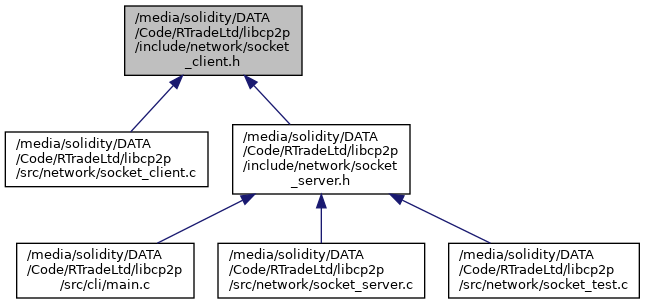 /media/solidity/DATA
/Code/RTradeLtd/libcp2p
/include/network/socket
_client.h
/media/solidity/DATA
/Code/RTradeLtd/libcp2p
/src/network/socket_client.c
/media/solidity/DATA
/Code/RTradeLtd/libcp2p
/include/network/socket
_server.h
/media/solidity/DATA
/Code/RTradeLtd/libcp2p
/src/cli/main.c
/media/solidity/DATA
/Code/RTradeLtd/libcp2p
/src/network/socket_server.c
/media/solidity/DATA
/Code/RTradeLtd/libcp2p
/src/network/socket_test.c